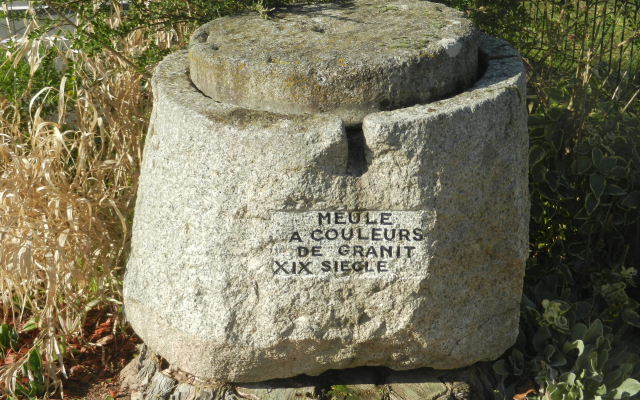 MEULE
A COULEURS
DE GRANIT
XIX SIECLE